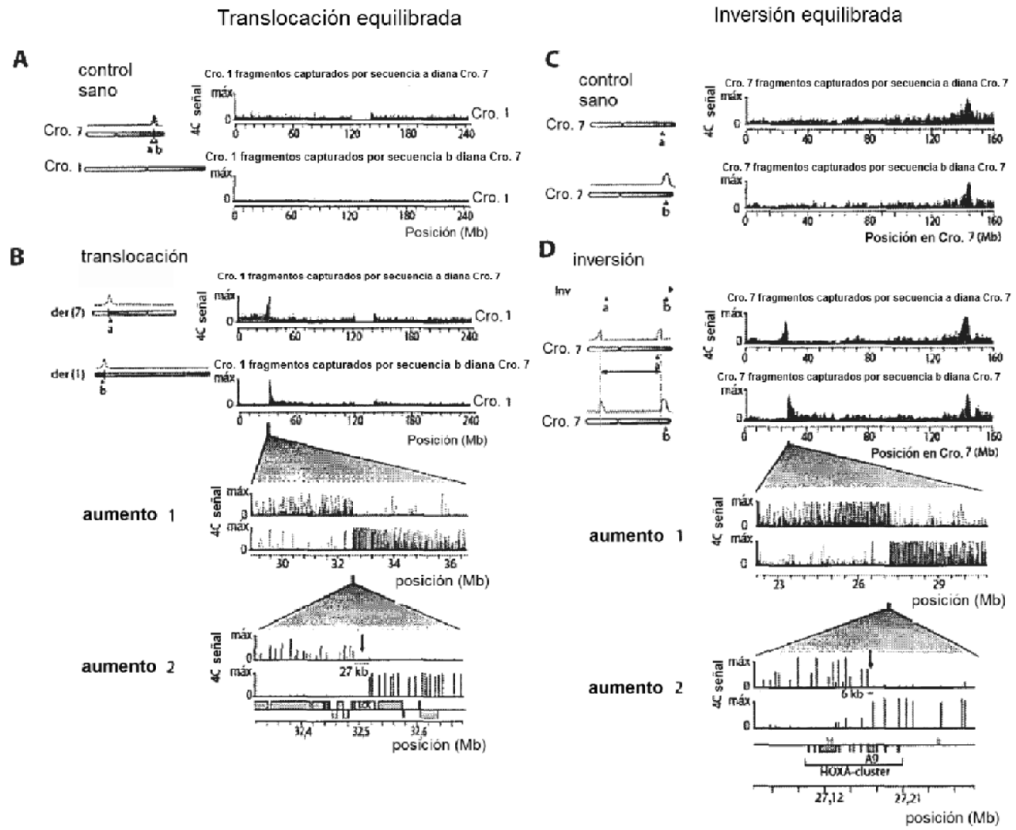 Translocación equilibrada
Inversión equilibrada
A
control
sano
Cro. 7
a b
Cro. 1
Cro. 1 fragmentos capturados por secuencia a diana Cro. 7
4C señal
máx
0
Cro. 1
0 60 120 180 240
Cro. 1 fragmentos capturados por secuencia b diana Cro. 7
máx
0
Cro. 1
0 60 120 180 240
Posición (Mb)
B
translocación
der(7)
a
der(1)
b
Cro. 1 fragmentos capturados por secuencia a diana Cro. 7
4C señal
máx
0
Cro. 1
0 60 120 180 240
Cro. 1 fragmentos capturados por secuencia b diana Cro. 7
máx
0
Cro. 1
0 60 120 180 240
Posición (Mb)
aumento 1
4C señal
máx
0
máx
0
30 32 34 36
posición (Mb)
aumento 2
4C señal
máx
0
27 kb
máx
0
LCK
32,4 32,5 32,6
posición (Mb)
C
control
sano
Cro. 7
a
Cro. 7
b
Cro. 7 fragmentos capturados por secuencia a diana Cro. 7
4C señal
máx
0
0 40 80 120 160
Cro. 7 fragmentos capturados por secuencia b diana Cro. 7
máx
0
0 40 80 120 160
Posición en Cro. 7 (Mb)
D
inversión
Inv
a b
Cro. 7
Cro. 7
b
Cro. 7 fragmentos capturados por secuencia a diana Cro. 7
4C señal
máx
0
0 40 80 120 160
Cro. 7 fragmentos capturados por secuencia b diana Cro. 7
máx
0
0 40 80 120 160
Posición en Cro. 7 (Mb)
aumento 1
4C señal
máx
0
máx
0
23 26 29
posición (Mb)
aumento 2
4C señal
máx
0
6 kb
máx
0
A9
HOXA-cluster
27,12 27,21
posición (Mb)